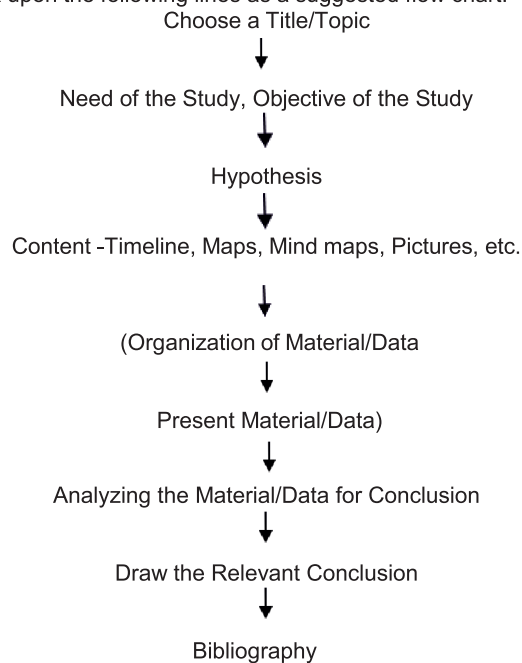 upon the following lines as a suggested flow chart.
Choose a Title/Topic
Need of the Study, Objective of the Study
Hypothesis
Content -Timeline, Maps, Mind maps, Pictures, etc.
(Organization of Material/Data
Present Material/Data)
Analyzing the Material/Data for Conclusion
Draw the Relevant Conclusion
Bibliography